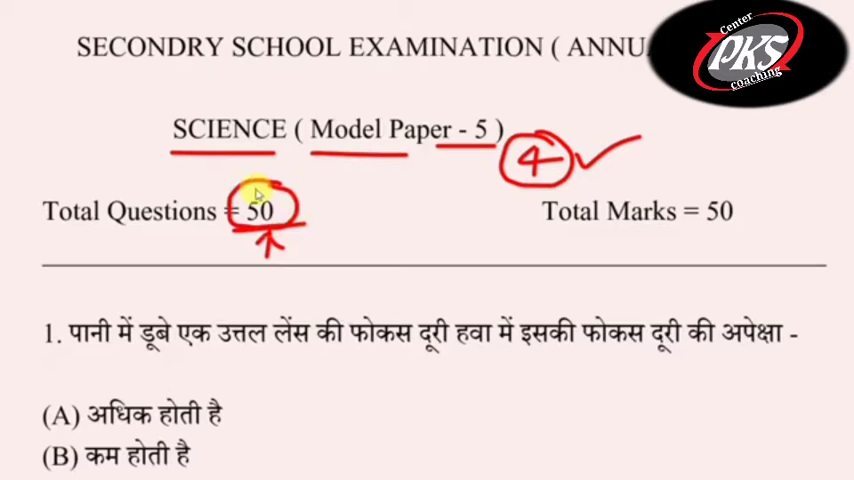 SECONDRY SCHOOL EXAMINATION ( ANNU
Center
PKS
coaching
SCIENCE ( Model Paper - 5 )
4
Total Questions = 50
Total Marks = 50
1. पानी में डूबे एक उत्तल लेंस की फोकस दूरी हवा में इसकी फोकस दूरी की अपेक्षा -
(A) अधिक होती है
(B) कम होती है